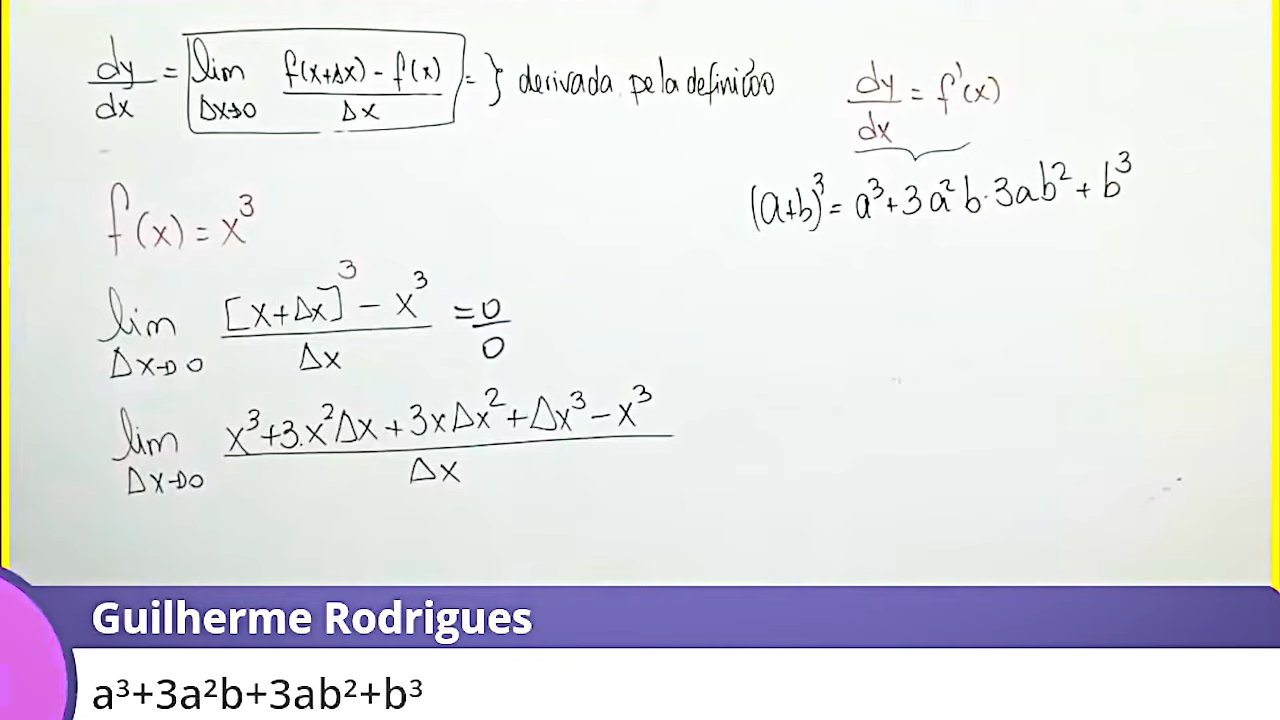 dy/dx = lim Δx→0 f(x+Δx) - f(x) / Δx = } derivada pela definição
dy/dx = f'(x)
(a+b)³ = a³+3a²b·3ab²+b³
f(x) = x³
lim Δx→0 [x+Δx]³ - x³ / Δx = 0/0
lim Δx→0 x³+3.x²Δx+3xΔx²+Δx³-x³ / Δx
Guilherme Rodrigues
a³+3a²b+3ab²+b³